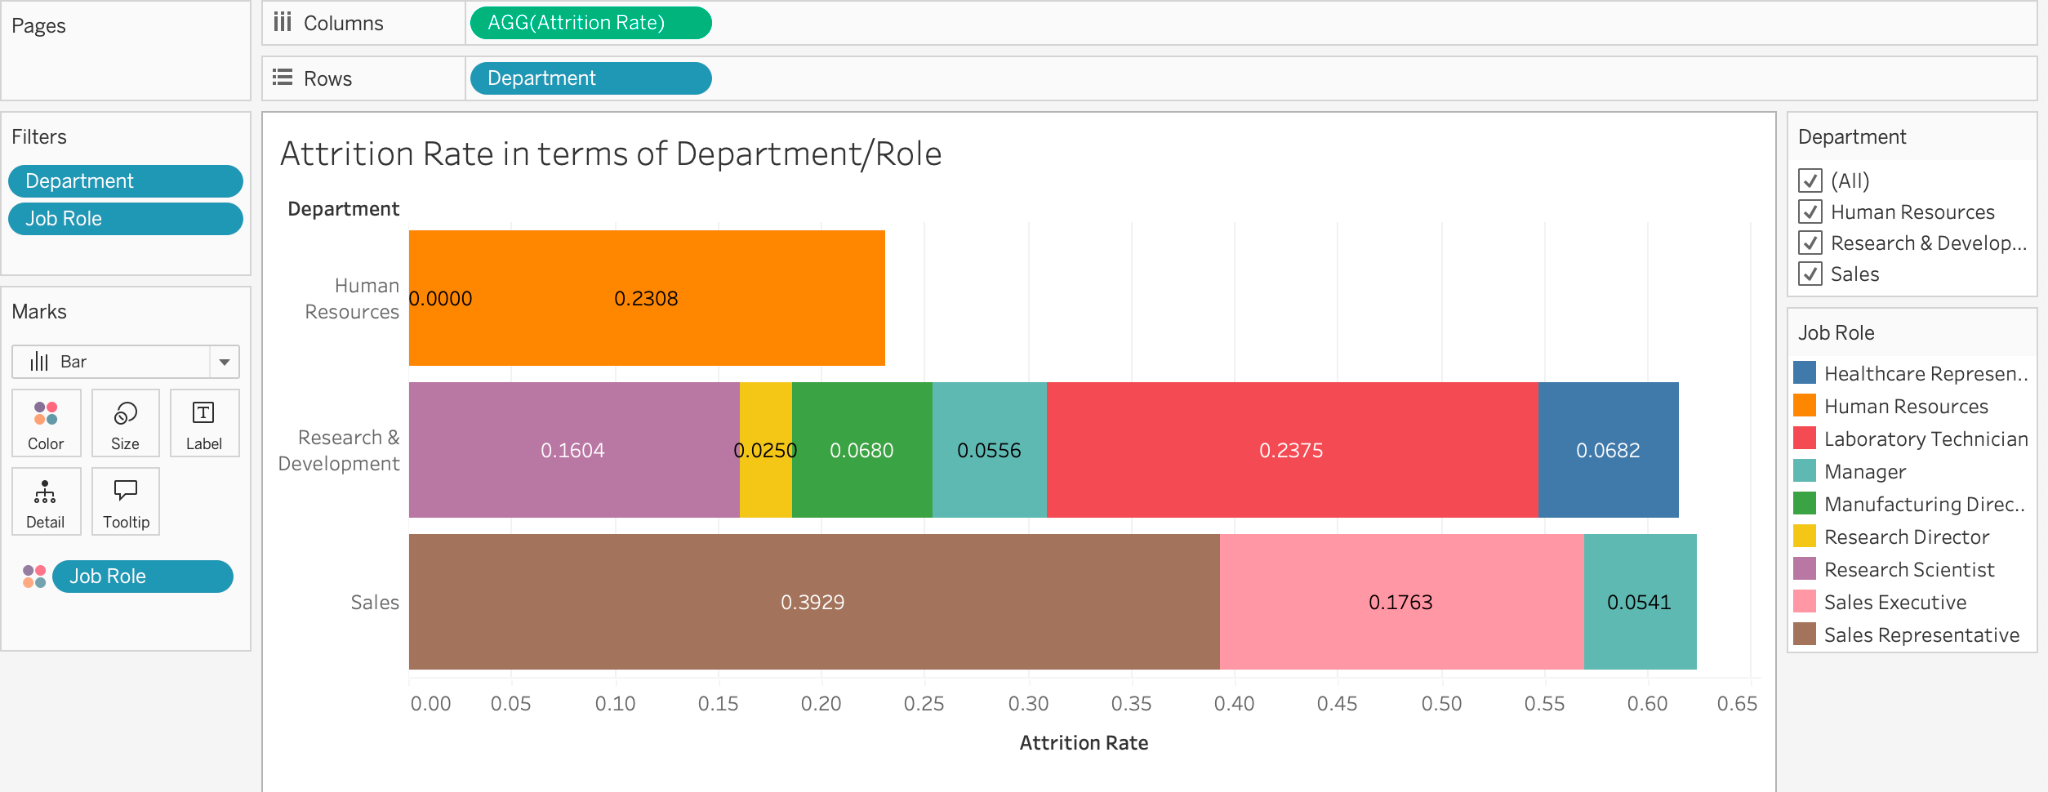 Pages
Columns
AGG(Attrition Rate)
Rows
Department
Filters
Department
Job Role
Marks
Bar
Color
Size
Label
Detail
Tooltip
Job Role
Attrition Rate in terms of Department/Role
Department
Human
Resources
0.0000
0.2308
Research &
Development
0.1604
0.0250
0.0680
0.0556
0.2375
0.0682
Sales
0.3929
0.1763
0.0541
0.00
0.05
0.10
0.15
0.20
0.25
0.30
0.35
0.40
0.45
0.50
0.55
0.60
0.65
Attrition Rate
Department
(All)
Human Resources
Research & Develop...
Sales
Job Role
Healthcare Represen..
Human Resources
Laboratory Technician
Manager
Manufacturing Direc..
Research Director
Research Scientist
Sales Executive
Sales Representative